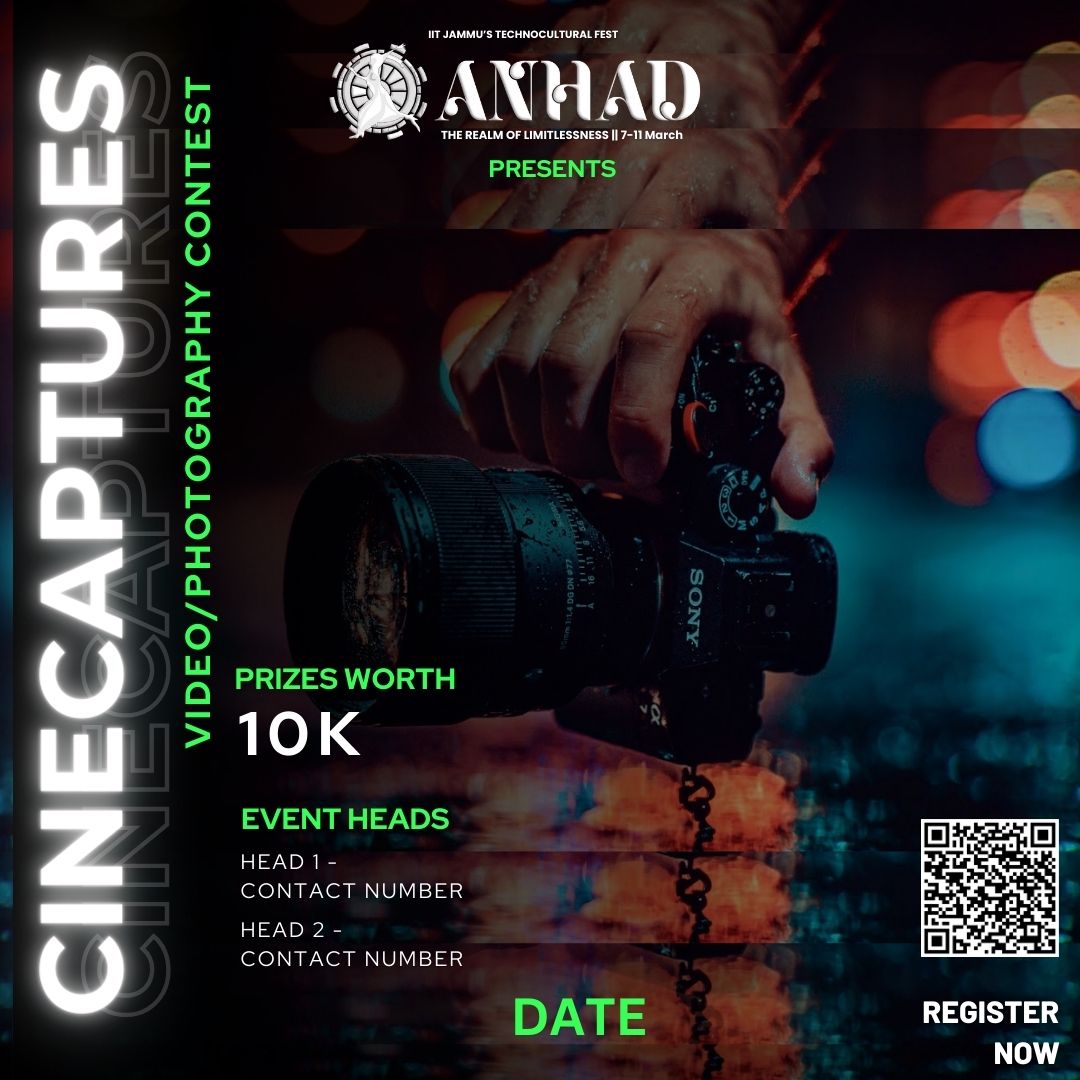 IIT JAMMU'S TECHNOCULTURAL FEST
ANHAD
THE REALM OF LIMITLESSNESS || 7-11 March
PRESENTS
CINECAPTURES
CINECAPTURES
VIDEO/PHOTOGRAPHY CONTEST
SONY
PRIZES WORTH
10K
EVENT HEADS
HEAD 1 -
CONTACT NUMBER
HEAD 2 -
CONTACT NUMBER
DATE
REGISTER
NOW